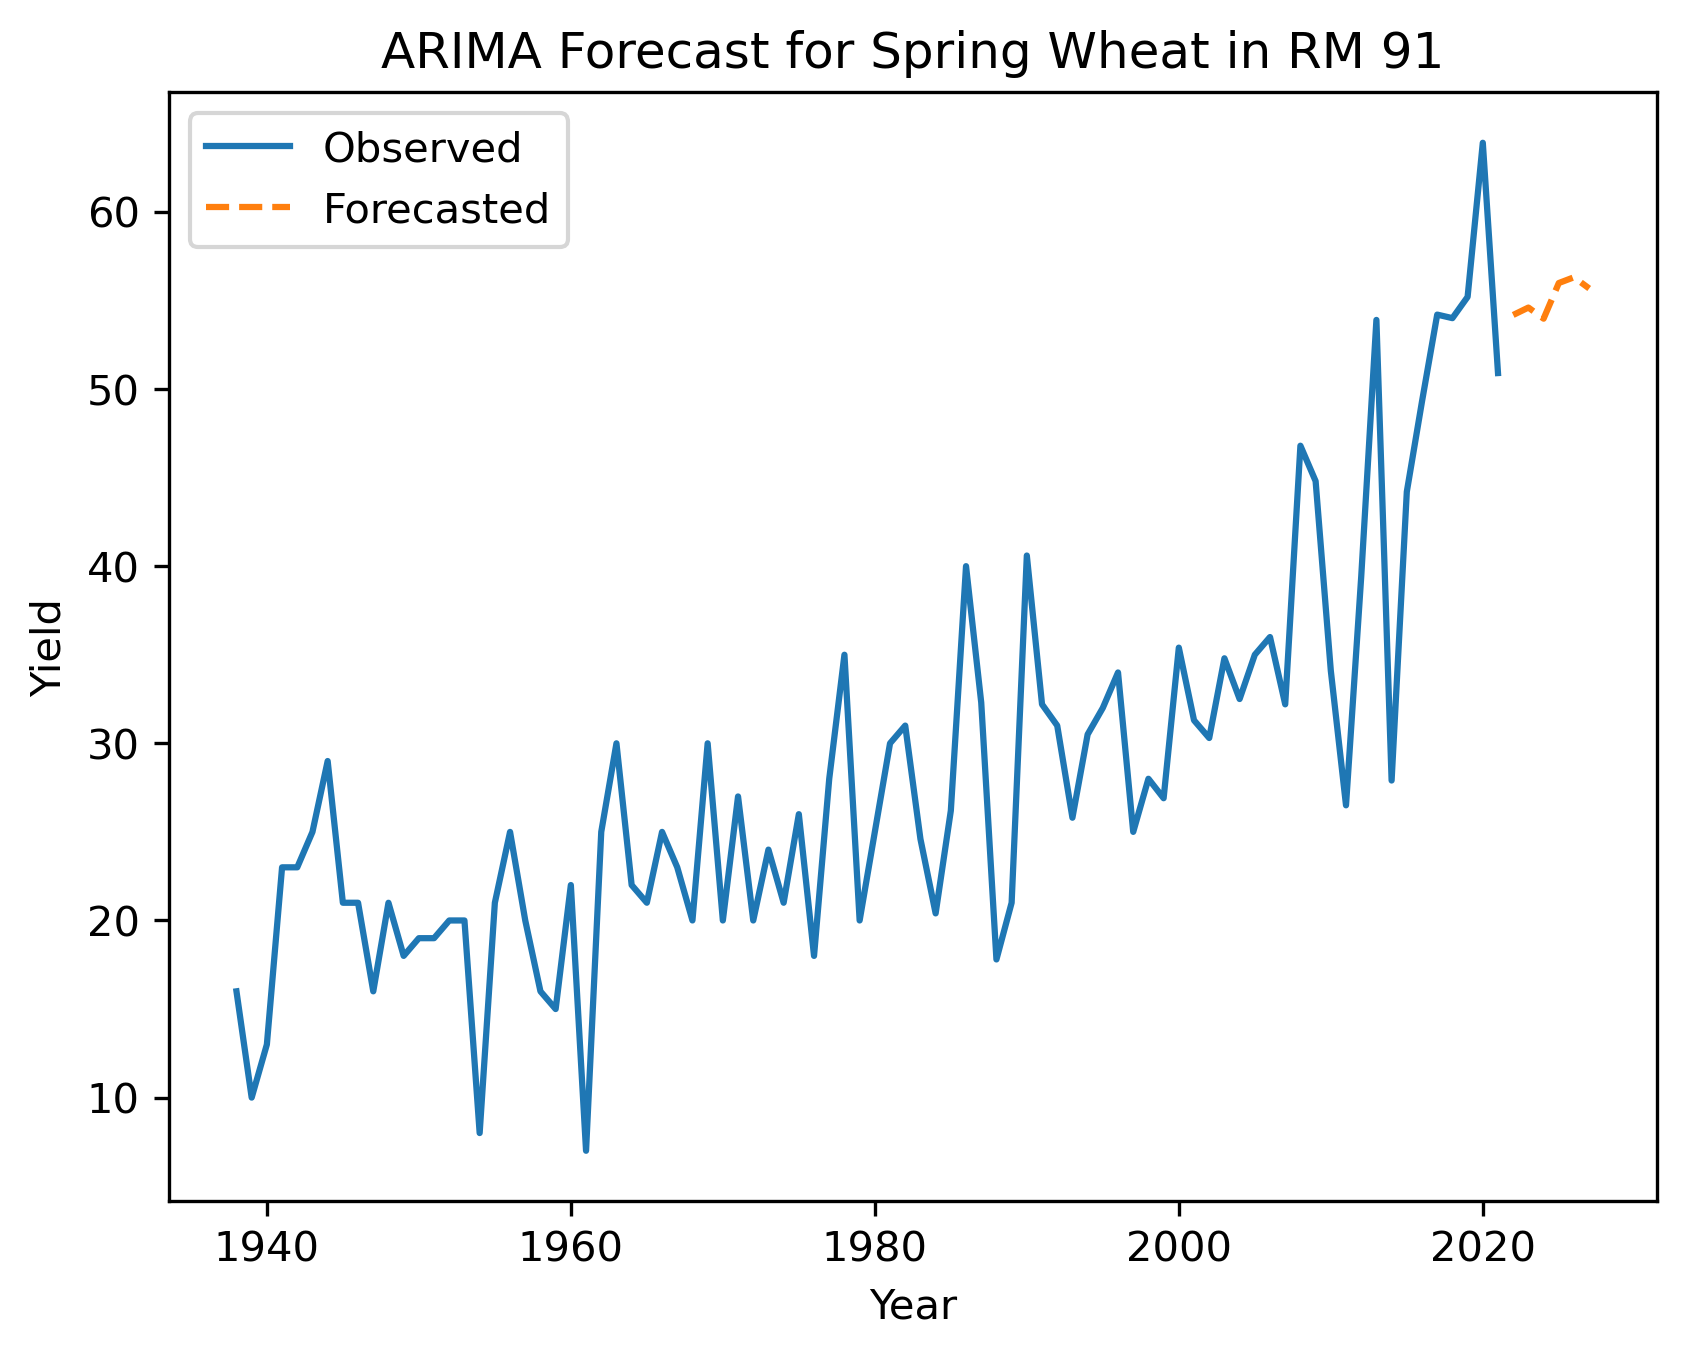 ARIMA Forecast for Spring Wheat in RM 91
Observed
Forecasted
60
50
40
30
20
10
Yield
1940 1960 1980 2000 2020
Year